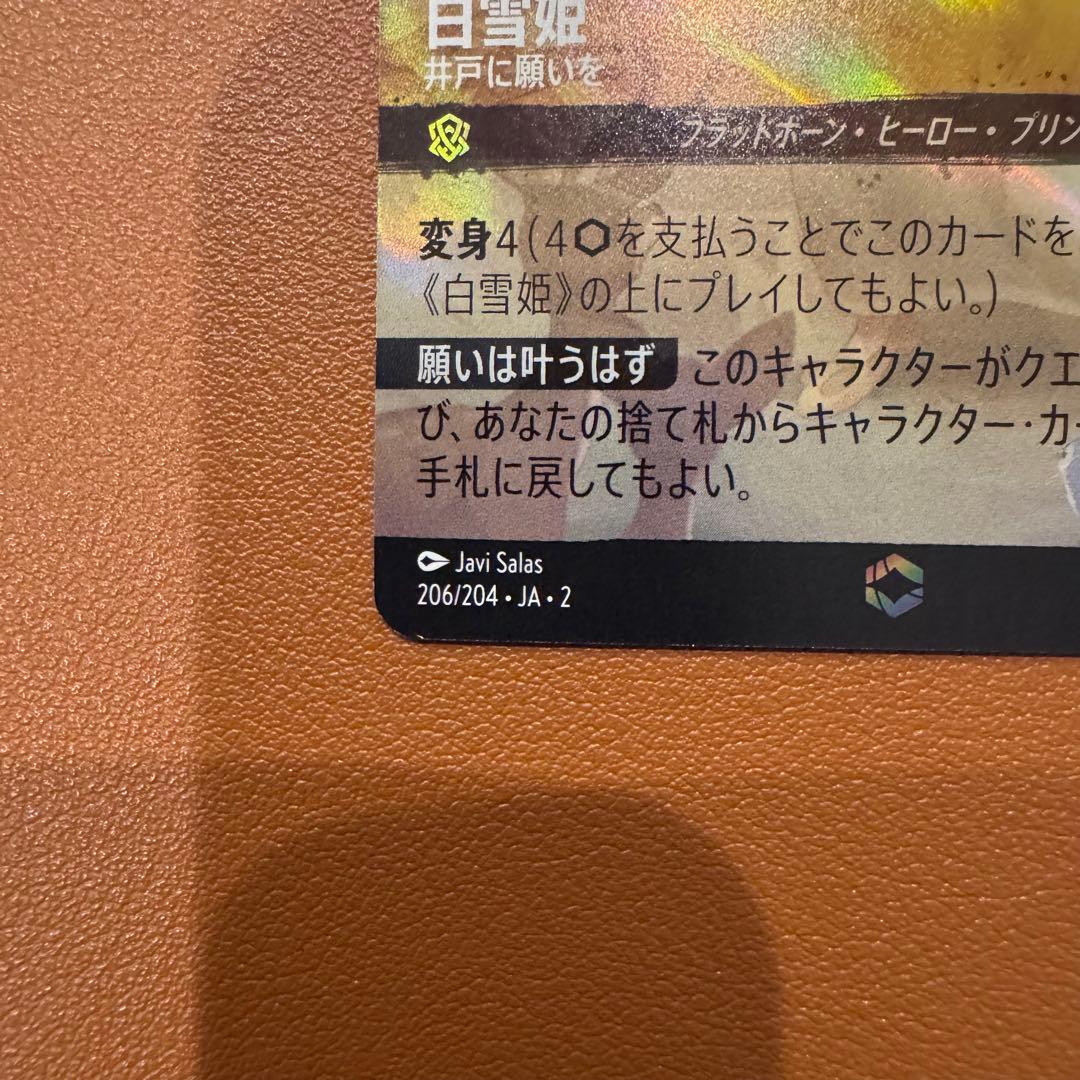 白雪姫
井戸に願いを
フラッドボーン・ヒーロー・プリン
変身4(4⬡を支払うことでこのカードを
《白雪姫》の上にプレイしてもよい。)
願いは叶うはず このキャラクターがクエ
び、あなたの捨て札からキャラクター・カー
手札に戻してもよい。
Javi Salas
206/204・JA・2